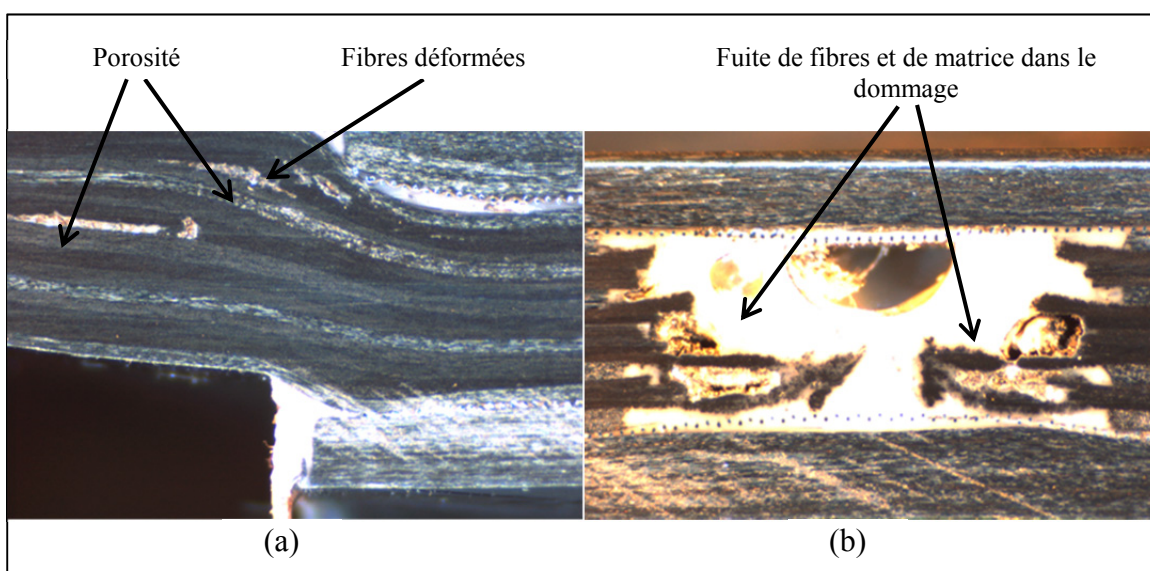 Porosité
Fibres déformées
Fuite de fibres et de matrice dans le
dommage
(a)
(b)